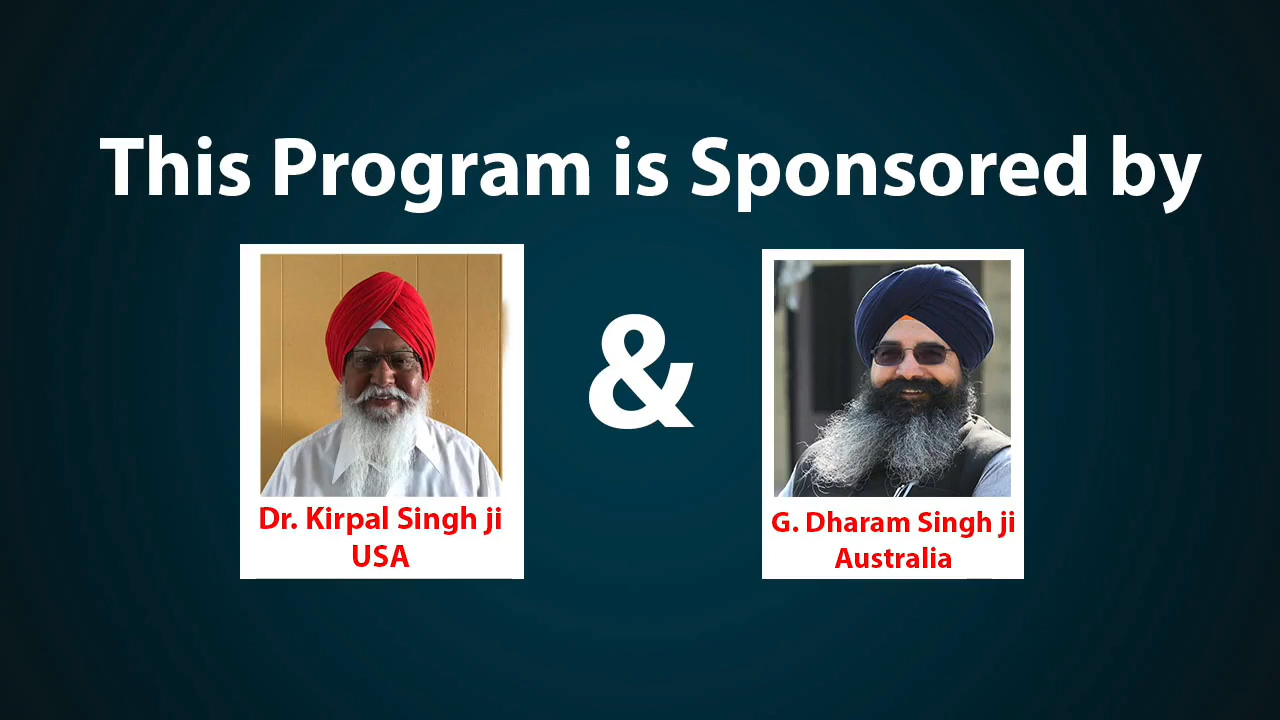 This Program is Sponsored by
&
Dr. Kirpal Singh ji
USA
G. Dharam Singh ji
Australia